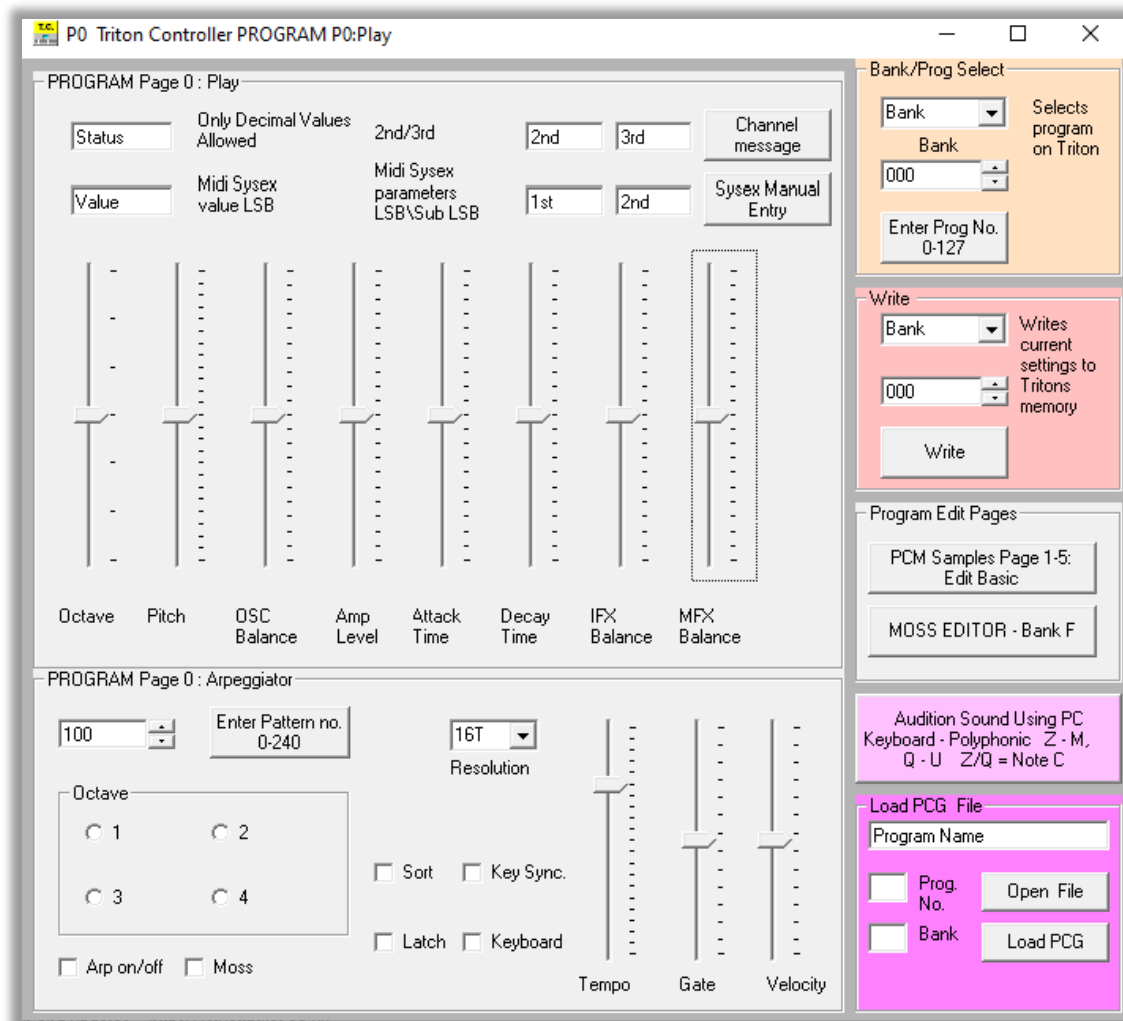 T.C.
P0 Triton Controller PROGRAM P0:Play
PROGRAM Page 0 : Play
Status
Only Decimal Values
Allowed
2nd/3rd
2nd
3rd
Channel
message
Value
Midi Sysex
value LSB
Midi Sysex
parameters
LSB\Sub LSB
1st
2nd
Sysex Manual
Entry
Octave
Pitch
OSC
Balance
Amp
Level
Attack
Time
Decay
Time
IFX
Balance
MFX
Balance
PROGRAM Page 0 : Arpeggiator
100
Enter Pattern no.
0-240
16T
Resolution
Octave
1
2
3
4
Sort
Key Sync.
Latch
Keyboard
Arp on/off
Moss
Tempo
Gate
Velocity
Bank/Prog Select
Bank
Selects
program
on Triton
Bank
000
Enter Prog No.
0-127
Write
Bank
Writes
current
settings to
Tritons
memory
000
Write
Program Edit Pages
PCM Samples Page 1-5:
Edit Basic
MOSS EDITOR - Bank F
Audition Sound Using PC
Keyboard - Polyphonic Z - M,
Q - U Z/Q = Note C
Load PCG File
Program Name
Prog.
No.
Open File
Bank
Load PCG